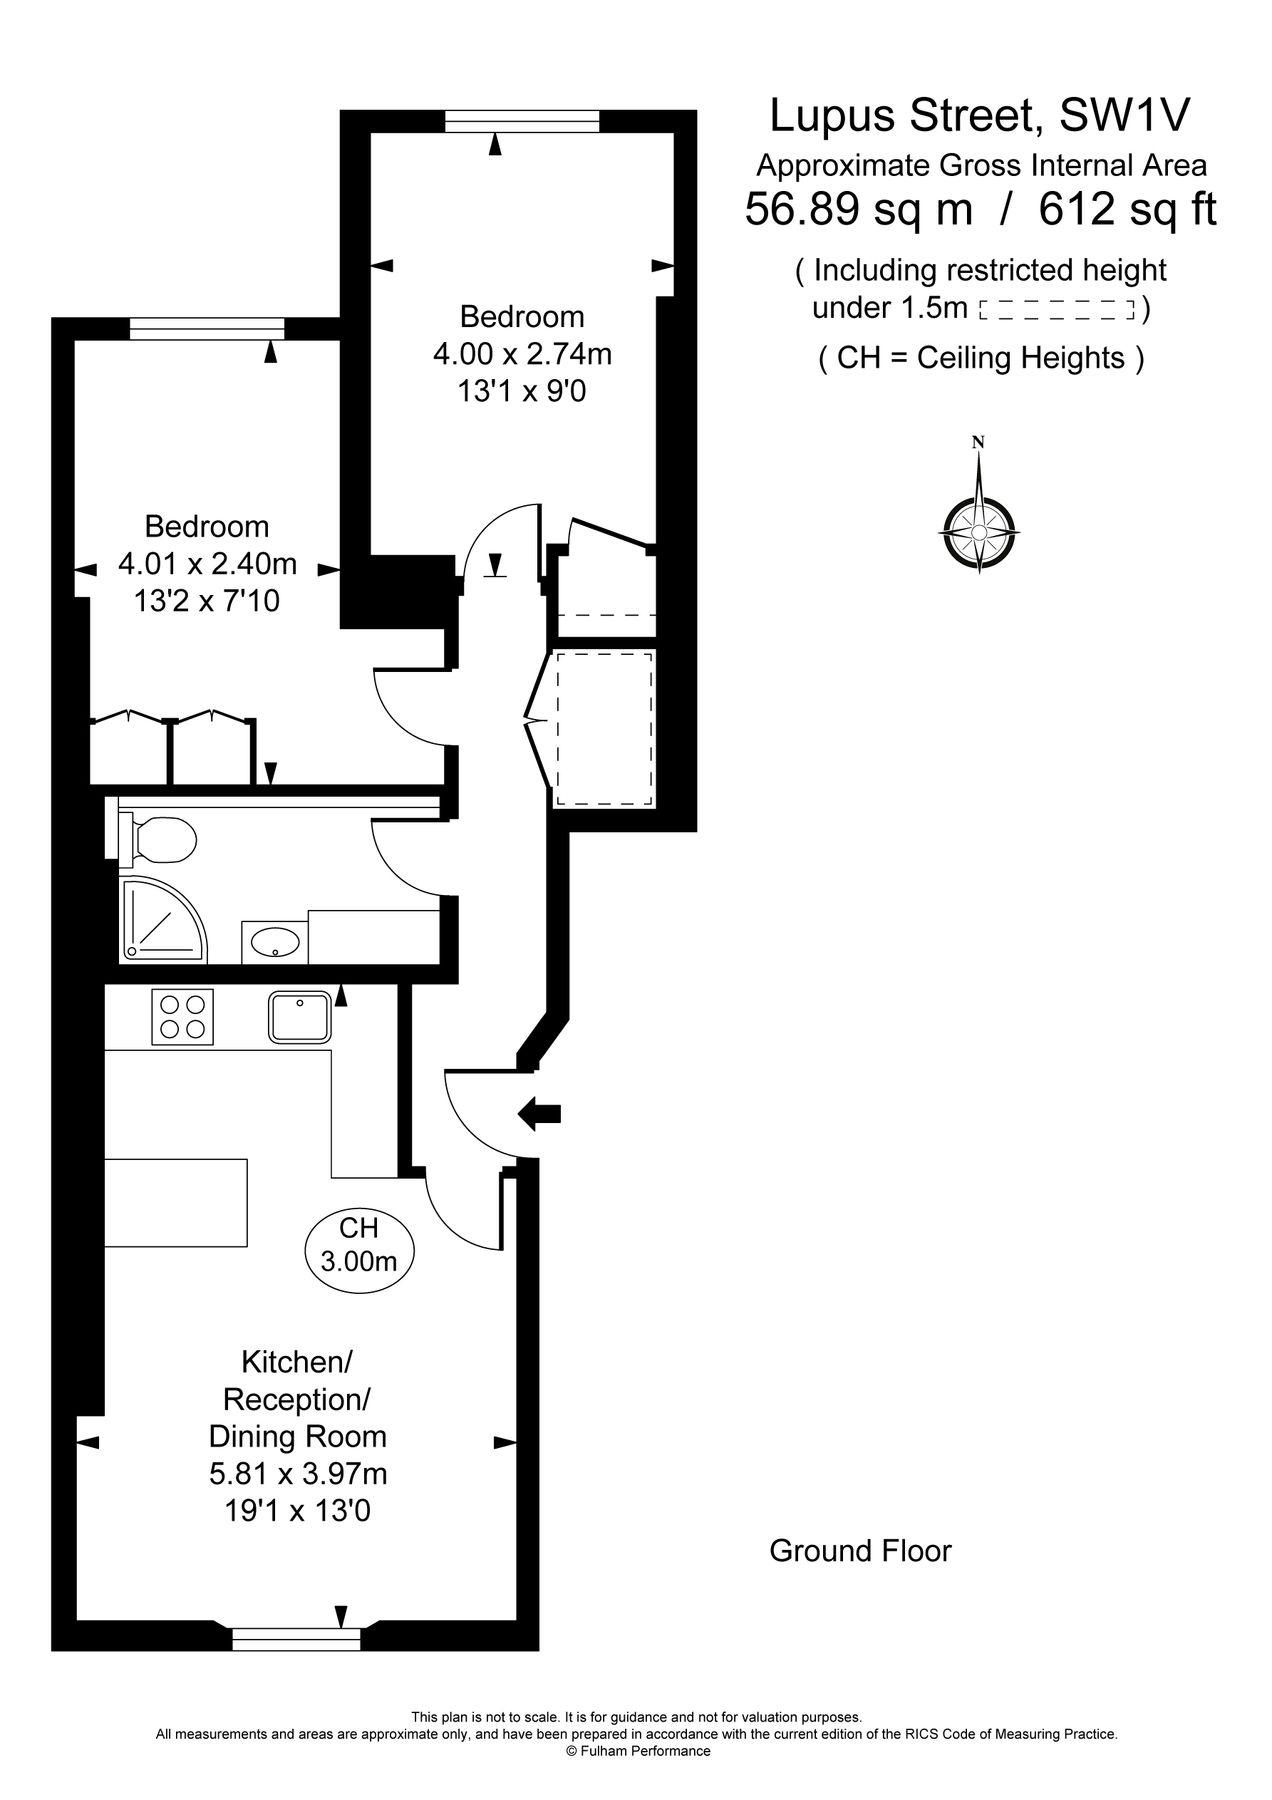 Lupus Street, SW1V
Approximate Gross Internal Area
56.89 sq m / 612 sq ft
( Including restricted height
under 1.5m )
( CH = Ceiling Heights )
N
Bedroom
4.00 x 2.74m
13'1 x 9'0
Bedroom
4.01 x 2.40m
13'2 x 7'10
CH
3.00m
Kitchen/
Reception/
Dining Room
5.81 x 3.97m
19'1 x 13'0
Ground Floor
This plan is not to scale. It is for guidance and not for valuation purposes.
All measurements and areas are approximate only, and have been prepared in accordance with the current edition of the RICS Code of Measuring Practice.
© Fulham Performance